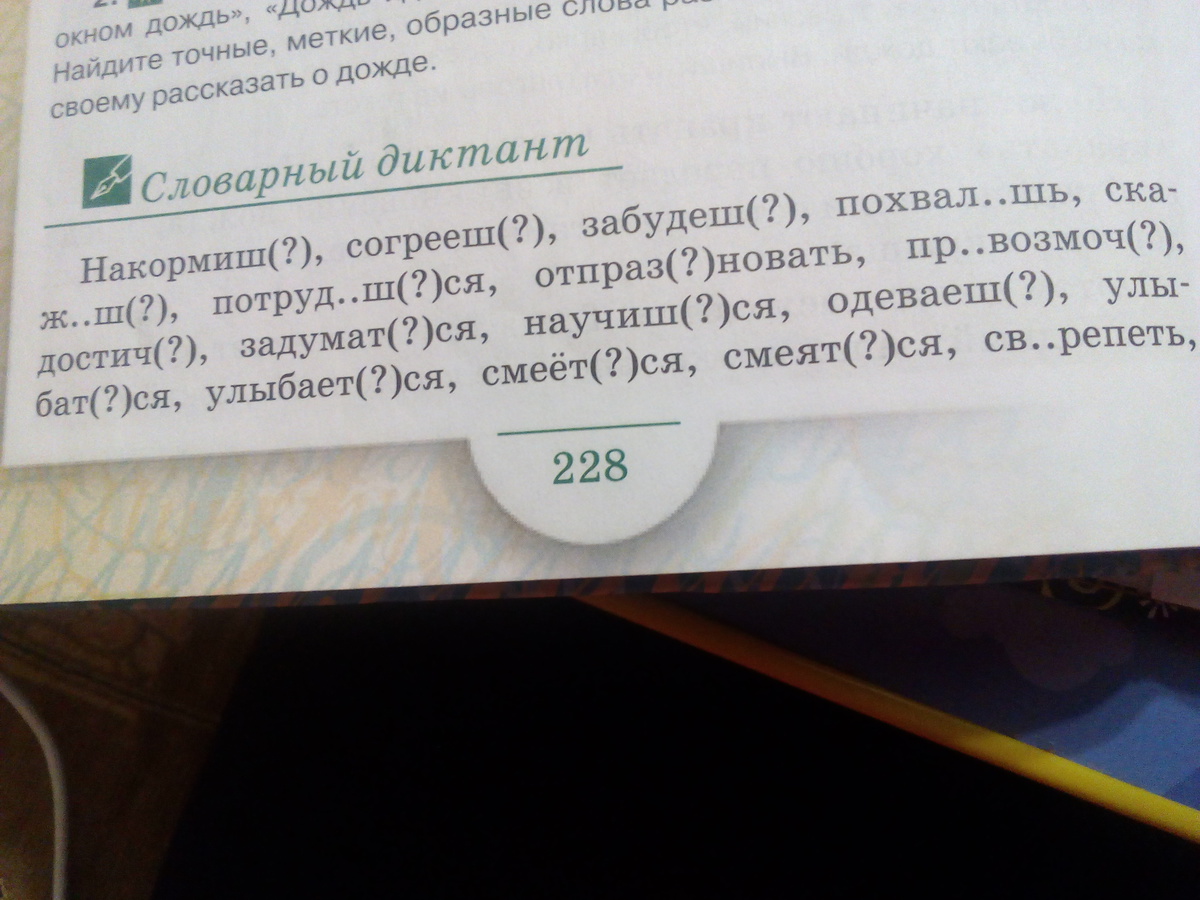 2.
окном дождь», «Дождь
Найдите точные, меткие, образные слова
своему рассказать о дожде.
Словарный диктант
Накормиш(?), согрееш(?), забудеш(?), похвал..шь, ска-
ж..ш(?), потруд..ш(?)ся, отпраз(?)новать, пр..возмоч(?),
достич(?), задумат(?)ся, научиш(?)ся, одеваеш(?), улы-
бат(?)ся, улыбает(?)ся, смеёт(?)ся, смеят(?)ся, св..репеть,
228